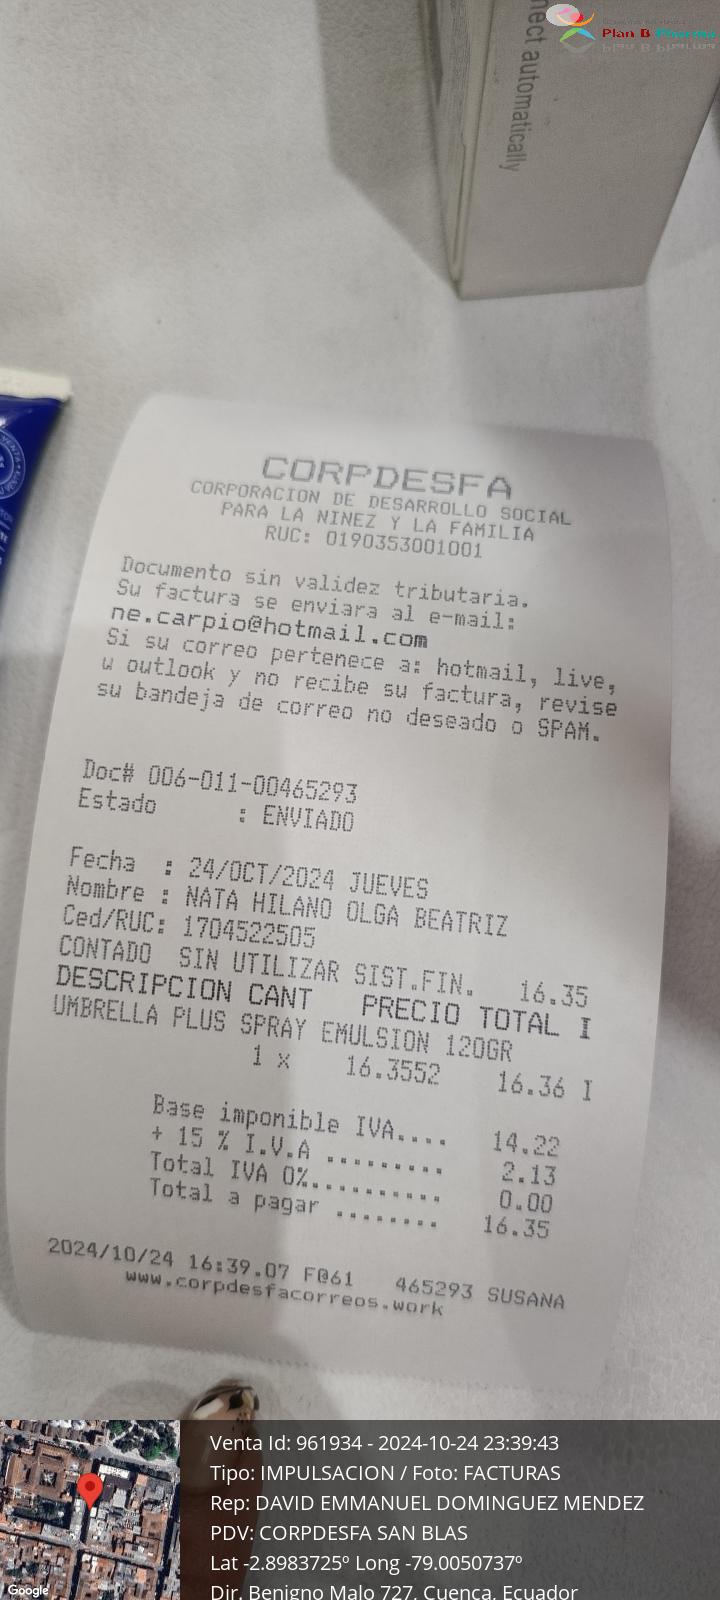 nect automatically
Plan B Pharma
CORPDESFA
CORPORACION DE DESARROLLO SOCIAL
PARA LA NINEZ Y LA FAMILIA
RUC: 0190353001001
Documento sin validez tributaria.
Su factura se enviara al e-mail:
ne.carpio@hotmail.com
Si su correo pertenece a: hotmail, live,
u outlook y no recibe su factura, revise
su bandeja de correo no deseado o SPAM.
Doc# 006-011-00465293
Estado : ENVIADO
Fecha : 24/OCT/2024 JUEVES
Nombre : NATA HILANO OLGA BEATRIZ
Ced/RUC: 1704522505
CONTADO SIN UTILIZAR SIST.FIN. 16.35
DESCRIPCION CANT PRECIO TOTAL I
UMBRELLA PLUS SPRAY EMULSION 120GR
1 x 16.3552 16.36 I
Base imponible IVA.... 14.22
+ 15 % I.V.A ......... 2.13
Total IVA 0%.......... 0.00
Total a pagar ........ 16.35
2024/10/24 16:39.07 F@61 465293 SUSANA
www.corpdesfacorreos.work
Venta Id: 961934 - 2024-10-24 23:39:43
Tipo: IMPULSACION / Foto: FACTURAS
Rep: DAVID EMMANUEL DOMINGUEZ MENDEZ
PDV: CORPDESFA SAN BLAS
Lat -2.8983725º Long -79.0050737º
Dir. Benigno Malo 727, Cuenca, Ecuador
Google